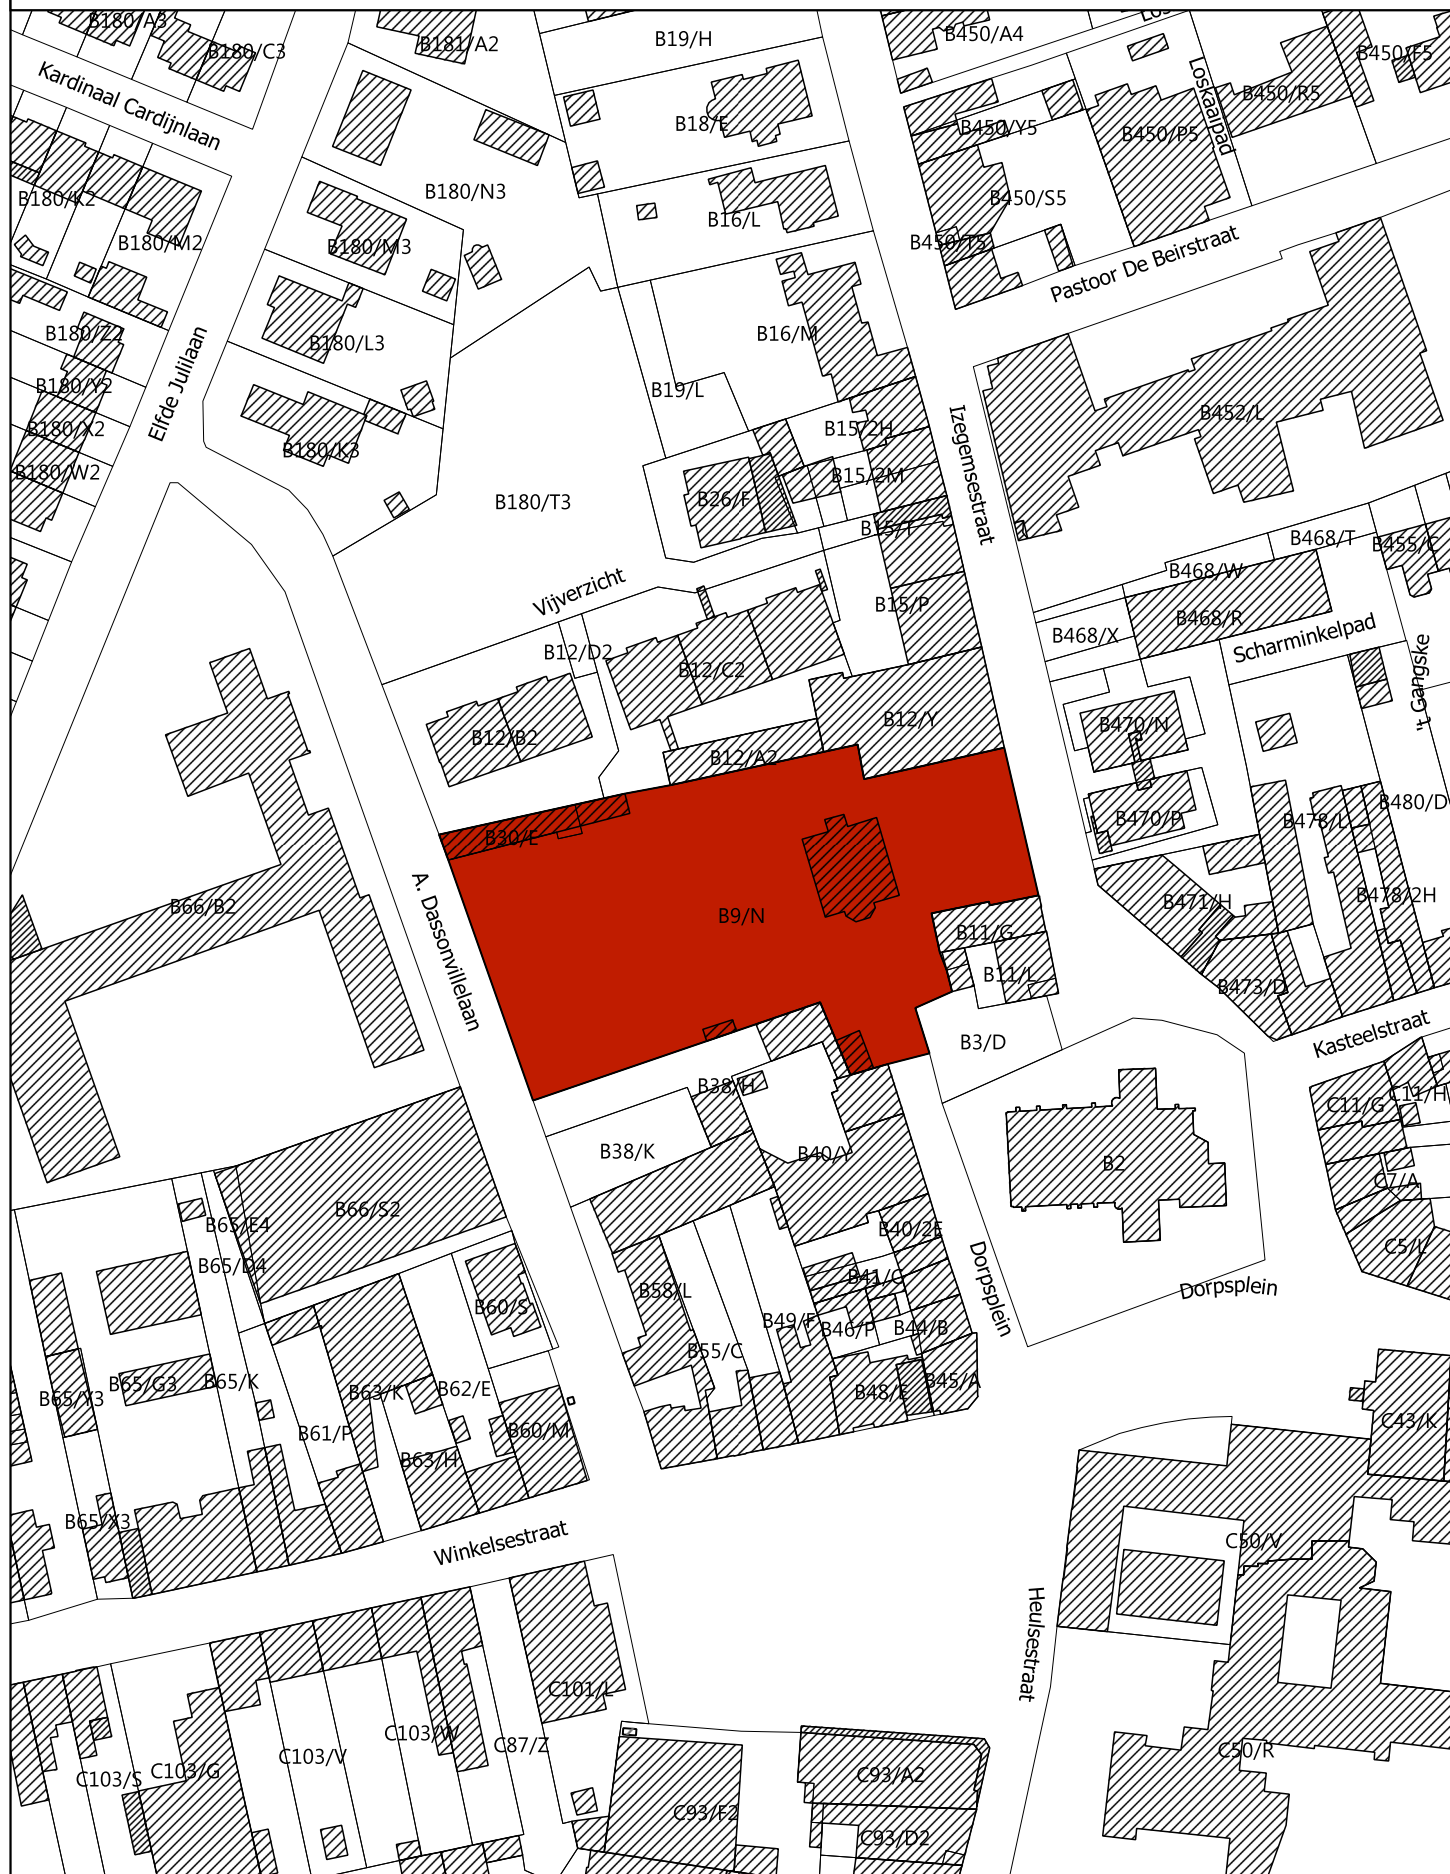 B180/A3
B180/C3
B181/A2
B19/H
B450/A4
B450/F5
Kardinaal Cardijnlaan
B18/E
B450/Y5
B450/P5
Loskaaipad
B450/R5
B180/K2
B180/N3
B180/M2
B180/M3
B16/L
B450/S5
B450/T5
Pastoor De Beirstraat
B180/Z2
B180/L3
B16/M
Elfde Julilaan
B180/Y2
B19/L
B180/X2
B180/K3
B15/2H
Izegemsestraat
B452/L
B180/W2
B15/2M
B26/F
B180/T3
B15/T
B468/T
B455/C
B468/W
Vijverzicht
B15/P
B468/R
B468/X
Scharminkelpad
B12/D2
B12/C2
't Gangske
B12/Y
B470/N
B12/B2
B12/A2
B480/D
B30/E
B470/P
B478/L
B66/B2
A. Dassonvillelaan
B9/N
B471/H
B478/2H
B11/G
B11/L
B473/D
B3/D
Kasteelstraat
B38/H
C11/H
C11/G
B38/K
B40/Y
B2
C7/A
B66/S2
B65/E4
B40/2E
C5/L
B65/D4
B58/L
B41/C
Dorpsplein
Dorpsplein
B60/S
B49/F
B46/P
B44/B
B55/C
B65/Y3
B65/G3
B65/K
B63/K
B62/E
B48/E
B45/A
B61/P
B60/M
C43/K
B63/H
B65/X3
Winkelsestraat
C50/V
Heulsestraat
C101/L
C103/W
C87/Z
C103/V
C50/R
C103/S
C103/G
C93/A2
C93/F2
C93/D2